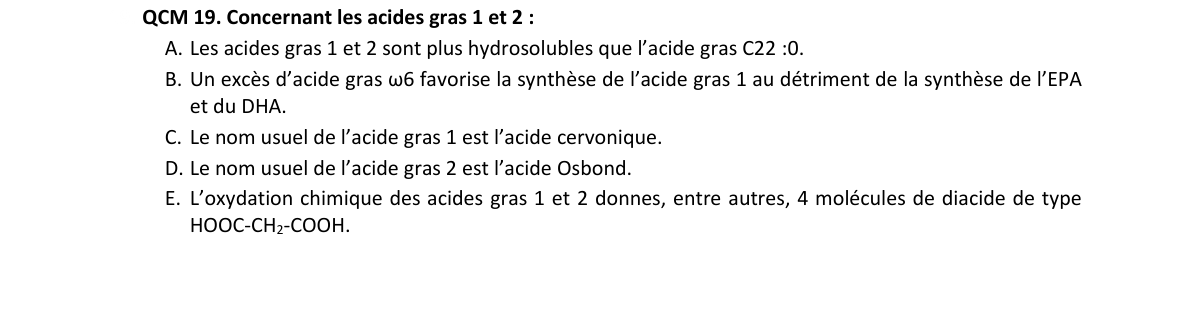 QCM 19. Concernant les acides gras 1 et 2 :
A. Les acides gras 1 et 2 sont plus hydrosolubles que l’acide gras C22 :0.
B. Un excès d’acide gras ω6 favorise la synthèse de l’acide gras 1 au détriment de la synthèse de l’EPA
et du DHA.
C. Le nom usuel de l’acide gras 1 est l’acide cervonique.
D. Le nom usuel de l’acide gras 2 est l’acide Osbond.
E. L’oxydation chimique des acides gras 1 et 2 donnes, entre autres, 4 molécules de diacide de type
HOOC-CH₂-COOH.